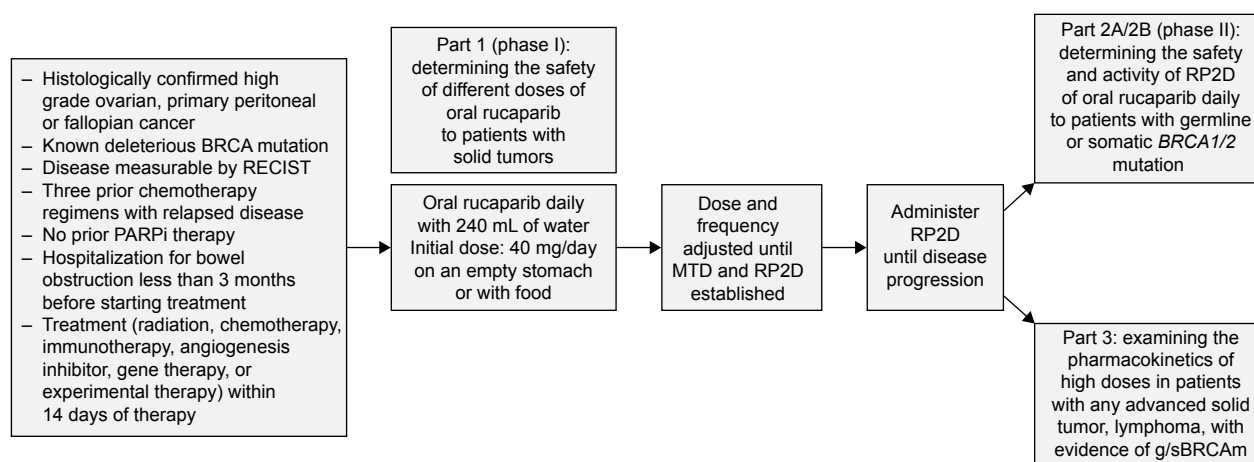 – Histologically confirmed high
grade ovarian, primary peritoneal
or fallopian cancer
– Known deleterious BRCA mutation
– Disease measurable by RECIST
– Three prior chemotherapy
regimens with relapsed disease
– No prior PARPi therapy
– Hospitalization for bowel
obstruction less than 3 months
before starting treatment
– Treatment (radiation, chemotherapy,
immunotherapy, angiogenesis
inhibitor, gene therapy, or
experimental therapy) within
14 days of therapy
Part 1 (phase I):
determining the safety
of different doses of
oral rucaparib
to patients with
solid tumors
Oral rucaparib daily
with 240 mL of water
Initial dose: 40 mg/day
on an empty stomach
or with food
Dose and
frequency
adjusted until
MTD and RP2D
established
Administer
RP2D
until disease
progression
Part 2A/2B (phase II):
determining the safety
and activity of RP2D
of oral rucaparib daily
to patients with germline
or somatic BRCA1/2
mutation
Part 3: examining the
pharmacokinetics of
high doses in patients
with any advanced solid
tumor, lymphoma, with
evidence of g/sBRCAm